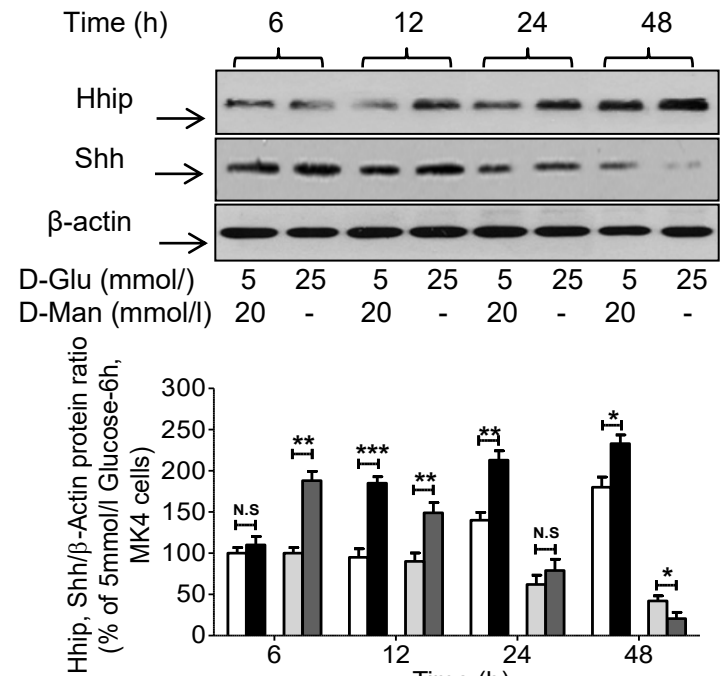 Time (h) 6 12 24 48
Hhip
Shh
β-actin
D-Glu (mmol/) 5 25 5 25 5 25 5 25
D-Man (mmol/l) 20 - 20 - 20 - 20 -
Hhip, Shh/β-Actin protein ratio
(% of 5mmol/l Glucose-6h,
MK4 cells)
300
250
200
150
100
50
0
N.S ** *** ** ** N.S * *
6 12 24 48
Time (h)